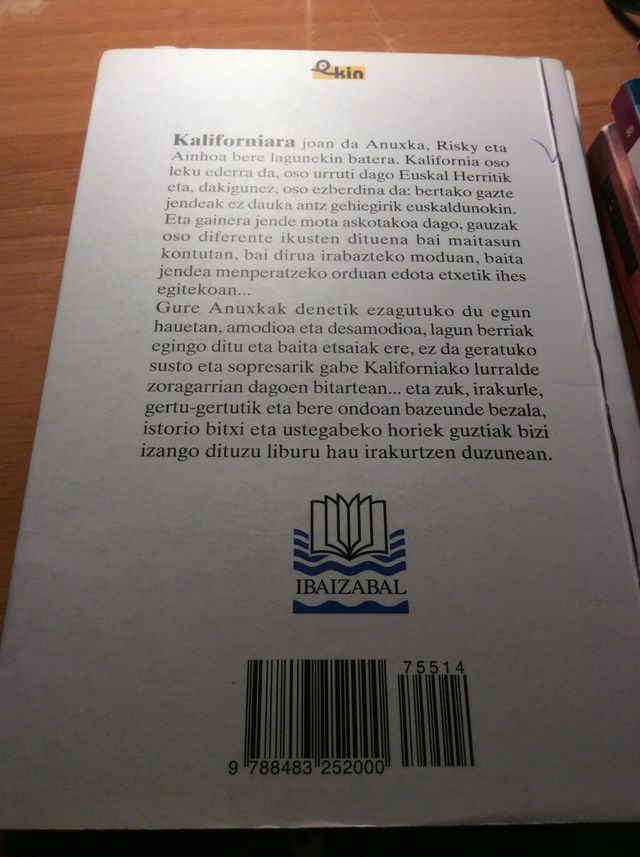 ekin
Kaliforniara joan da Anuxka, Risky eta
Ainhoa bere lagunekin batera. Kalifornia oso
leku ederra da, oso urruti dago Euskal Herritik
eta, dakigunez, oso ezberdina da: bertako gazte
jendeak ez dauka antz gehiegirik euskaldunokin.
Eta gainera jende mota askotakoa dago, gauzak
oso diferente ikusten dituena bai maitasun
kontutan, bai dirua irabazteko moduan, baita
jendea menperatzeko orduan edota etxetik ihes
egitekoan...
Gure Anuxkak denetik ezagutuko du egun
hauetan, amodioa eta desamodioa, lagun berriak
egingo ditu eta baita etsaiak ere, ez da geratuko
susto eta sopresarik gabe Kaliforniako lurralde
zoragarrian dagoen bitartean... eta zuk, irakurle,
gertu-gertutik eta bere ondoan bazeunde bezala,
istorio bitxi eta ustegabeko horiek guztiak bizi
izango dituzu liburu hau irakurtzen duzunean.
IBAIZABAL
75514
9 788483 252000